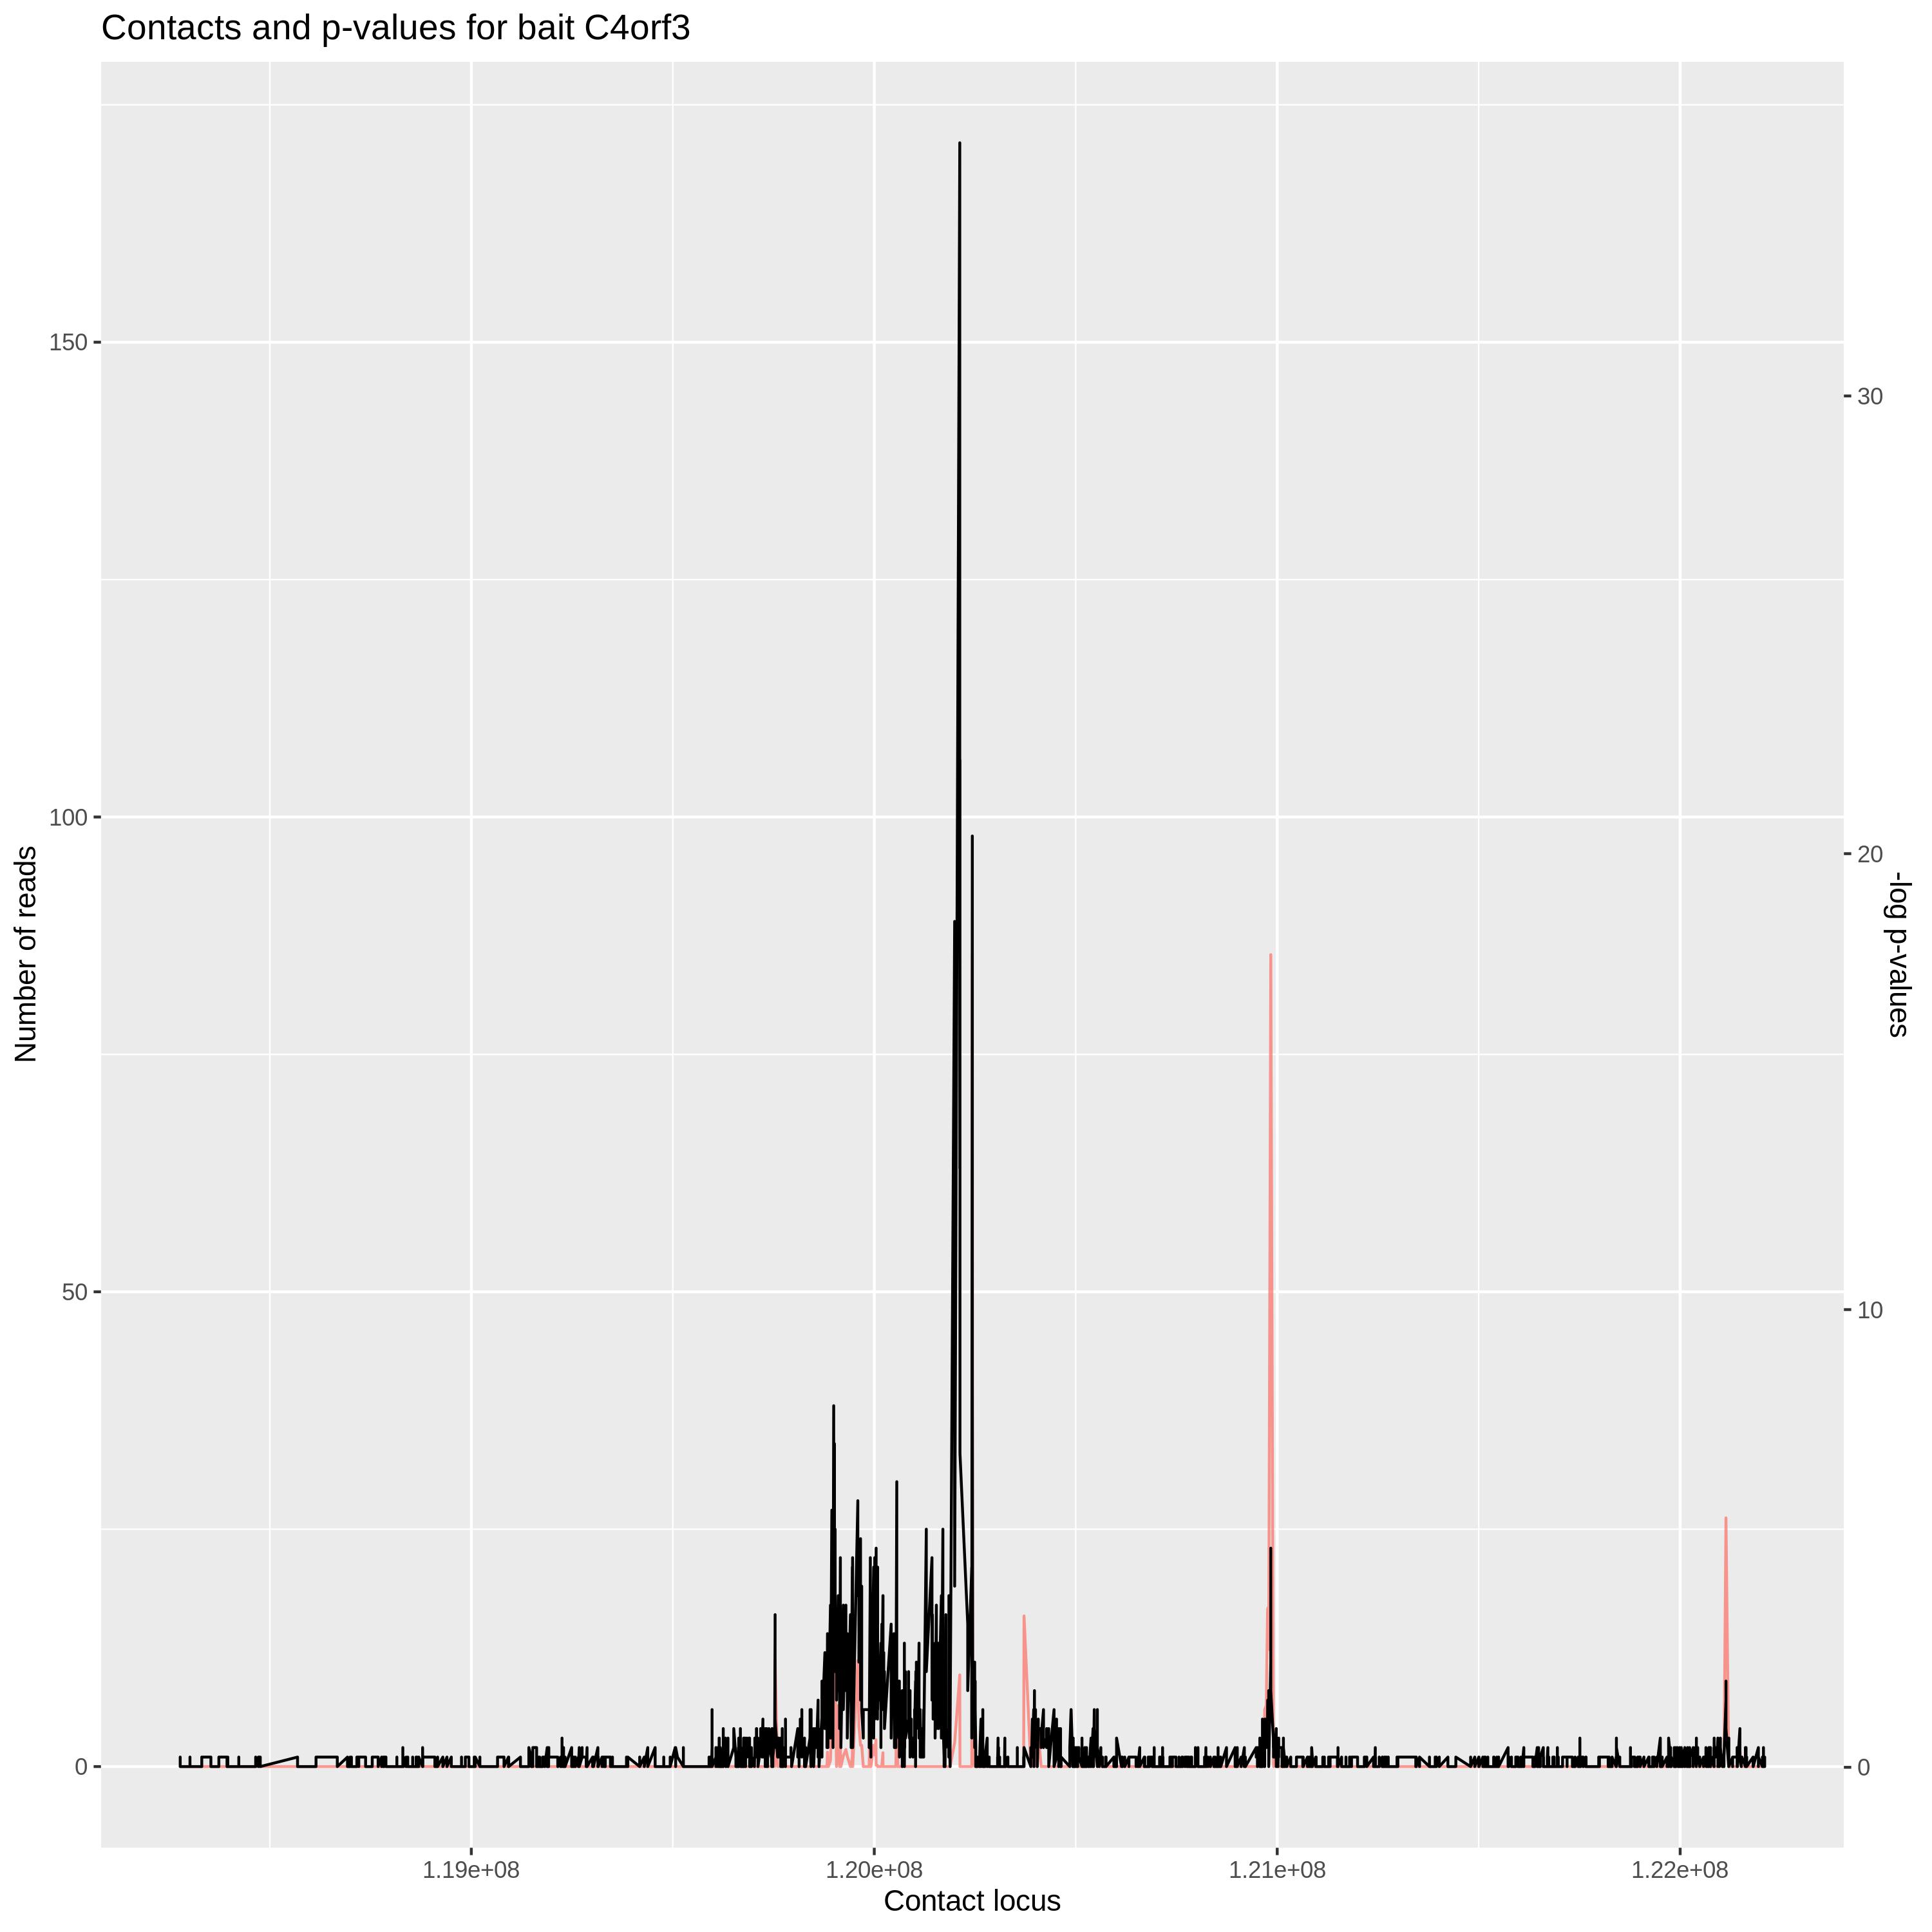 Contacts and p-values for bait C4orf3
150
100
50
0
Number of reads
30
20
10
0
-log p-values
1.19e+08 1.20e+08 1.21e+08 1.22e+08
Contact locus